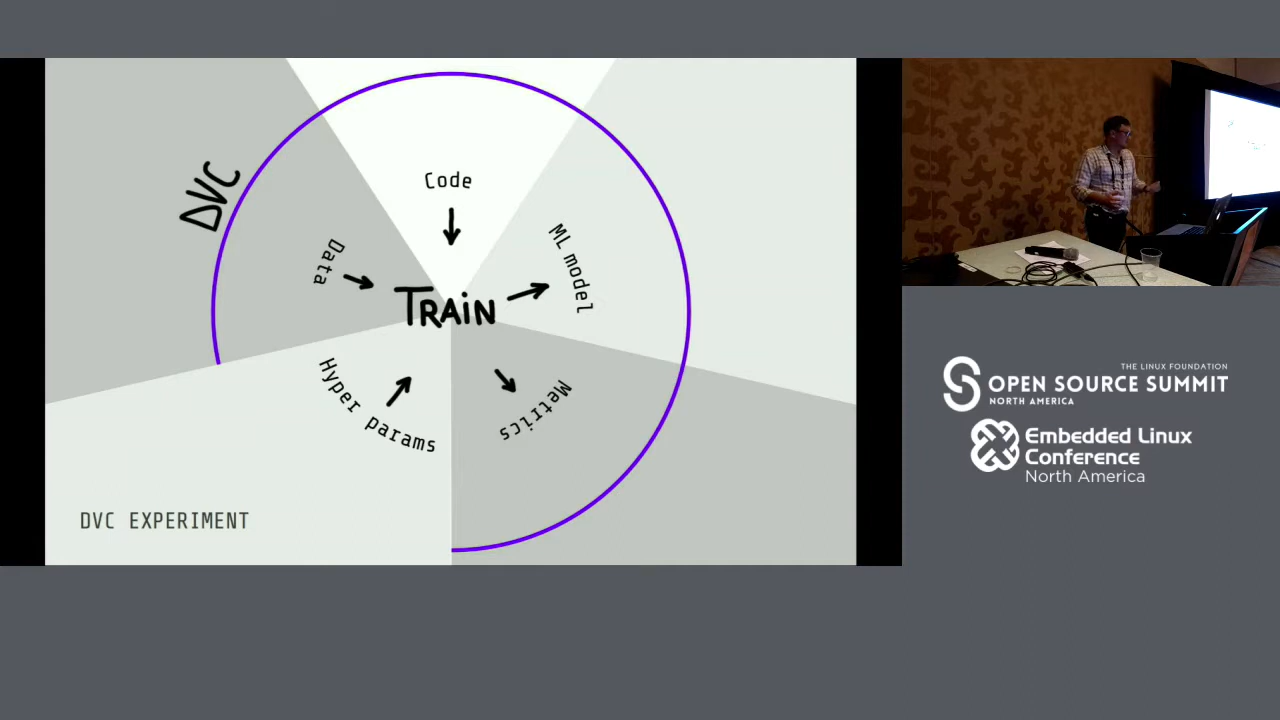 DVC
Code
Data
ML model
TRAiN
Hyper params
Metrics
DVC EXPERIMENT
THE LINUX FOUNDATION
OPEN SOURCE SUMMIT
NORTH AMERICA
Embedded Linux
Conference
North America